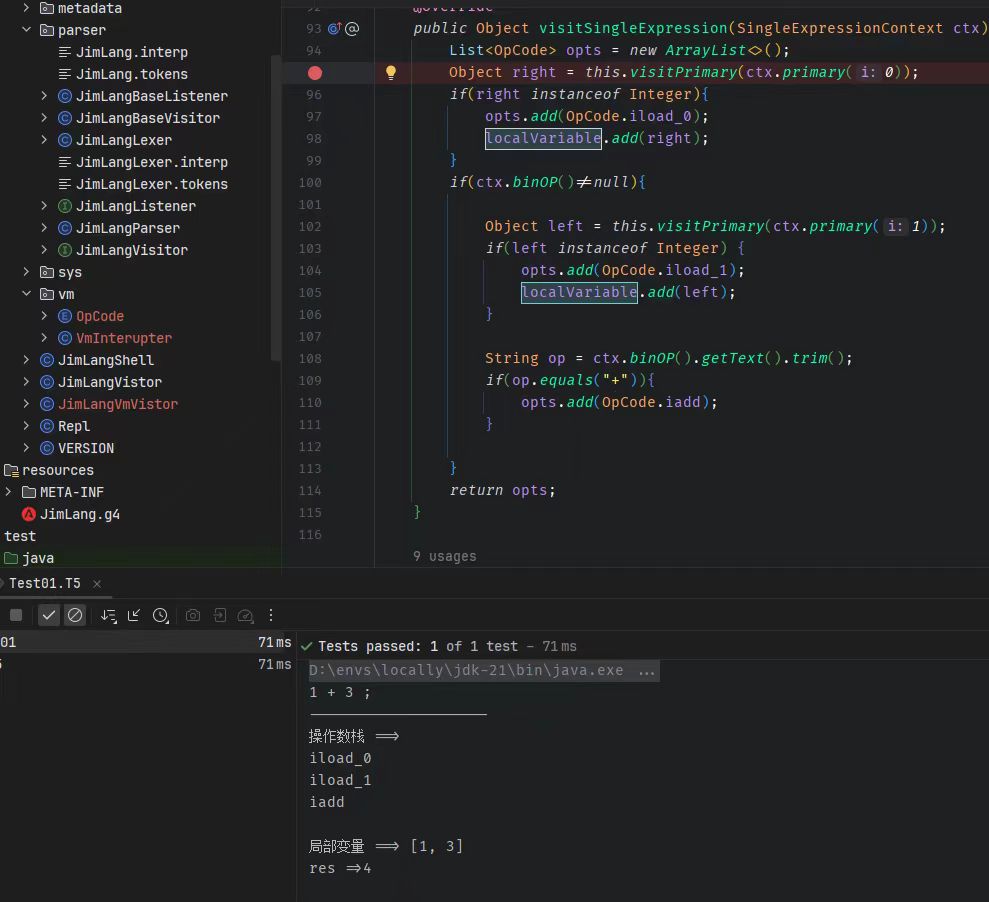 metadata
parser
JimLang.interp
JimLang.tokens
JimLangBaseListener
JimLangBaseVisitor
JimLangLexer
JimLangLexer.interp
JimLangLexer.tokens
JimLangListener
JimLangParser
JimLangVisitor
sys
vm
OpCode
VmInterupter
JimLangShell
JimLangVistor
JimLangVmVistor
Repl
VERSION
resources
META-INF
JimLang.g4
test
java
92 @Override
93 public Object visitSingleExpression(SingleExpressionContext ctx)
94 List<OpCode> opts = new ArrayList<>();
Object right = this.visitPrimary(ctx.primary( i: 0));
96 if(right instanceof Integer){
97 opts.add(OpCode.iload_0);
98 localVariable.add(right);
99 }
100 if(ctx.binOP()≠null){
101
102 Object left = this.visitPrimary(ctx.primary( i: 1));
103 if(left instanceof Integer) {
104 opts.add(OpCode.iload_1);
105 localVariable.add(left);
106 }
107
108 String op = ctx.binOP().getText().trim();
109 if(op.equals("+")){
110 opts.add(OpCode.iadd);
111 }
112
113 }
114 return opts;
115 }
116
9 usages
Test01.T5 ×
01 71 ms
71 ms
Tests passed: 1 of 1 test – 71 ms
D:\envs\locally\jdk-21\bin\java.exe ...
1 + 3 ;
操作数栈 ==>
iload_0
iload_1
iadd
局部变量 ==> [1, 3]
res =>4